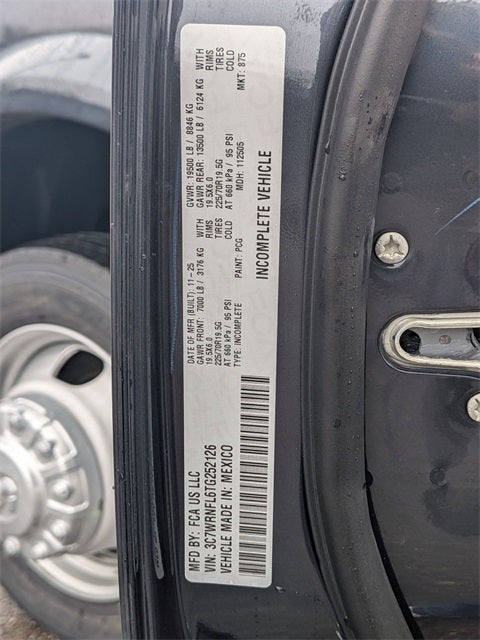 MFD BY: FCA US LLC
VIN: 3C7WRNFL6TG252126
VEHICLE MADE IN: MEXICO
DATE OF MFR (BUILT): 11-25 GVWR: 19500 LB / 8846 KG
GAWR FRONT: 7000 LB / 3176 KG WITH GAWR REAR: 13500 LB / 6124 KG WITH
19.5X6.0 RIMS 19.5X6.0 RIMS
225/70R19.5G TIRES 225/70R19.5G TIRES
AT 660 kPa / 95 PSI COLD AT 660 kPa / 95 PSI COLD
TYPE: INCOMPLETE PAINT: PCG MDH: 112505 MKT: 875
INCOMPLETE VEHICLE